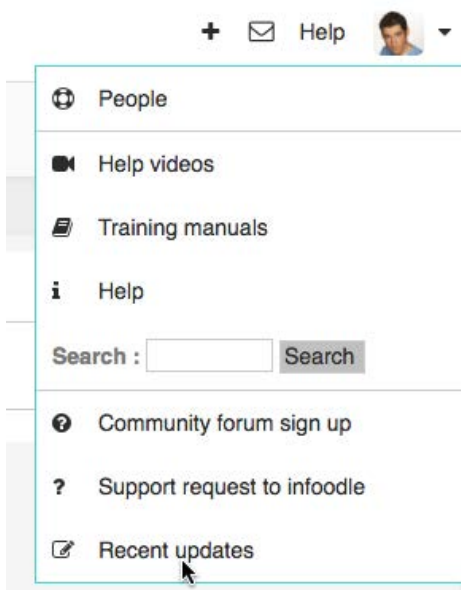 Help
People
Help videos
Training manuals
Help
Search : Search
Community forum sign up
Support request to infoodle
Recent updates